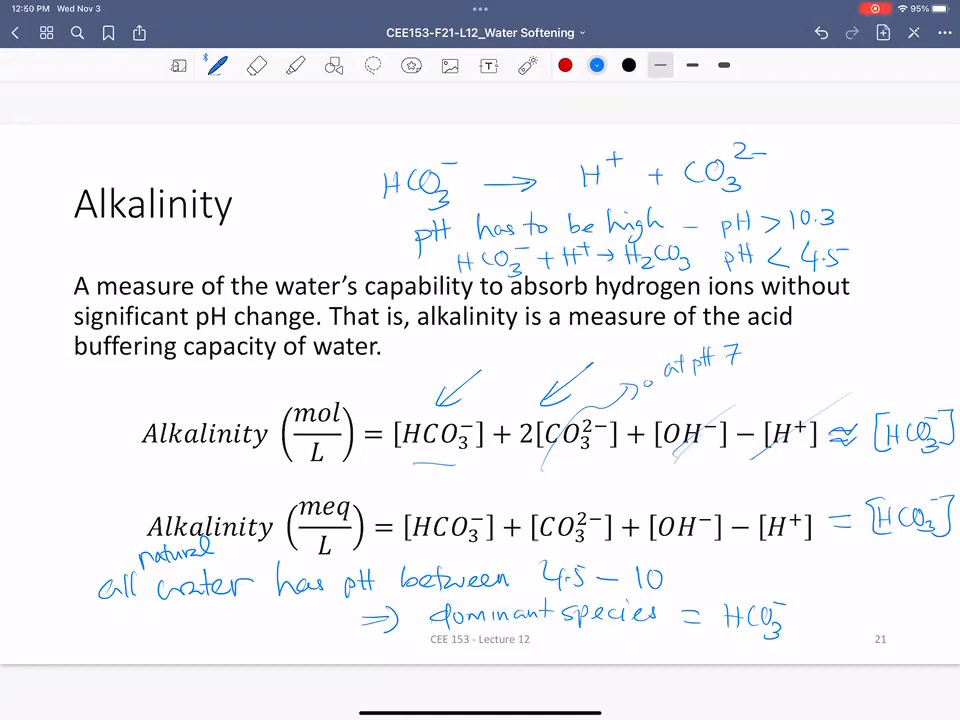 12:50 PM Wed Nov 3
95%
CEE153-F21-L12_Water Softening
HCO₃⁻ → H⁺ + CO₃²⁻
Alkalinity
pH has to be high – pH > 10.3
HCO₃⁻ + H⁺ → H₂CO₃ pH < 4.5
A measure of the water's capability to absorb hydrogen ions without
significant pH change. That is, alkalinity is a measure of the acid
buffering capacity of water.
at pH 7
Alkalinity (mol/L) = [HCO₃⁻] + 2[CO₃²⁻] + [OH⁻] − [H⁺] ≈ [HCO₃⁻]
Alkalinity (meq/L) = [HCO₃⁻] + [CO₃²⁻] + [OH⁻] − [H⁺] = [HCO₃⁻]
natural
all water has pH between 4.5 – 10
⇒ dominant species = HCO₃⁻
CEE 153 - Lecture 12
21